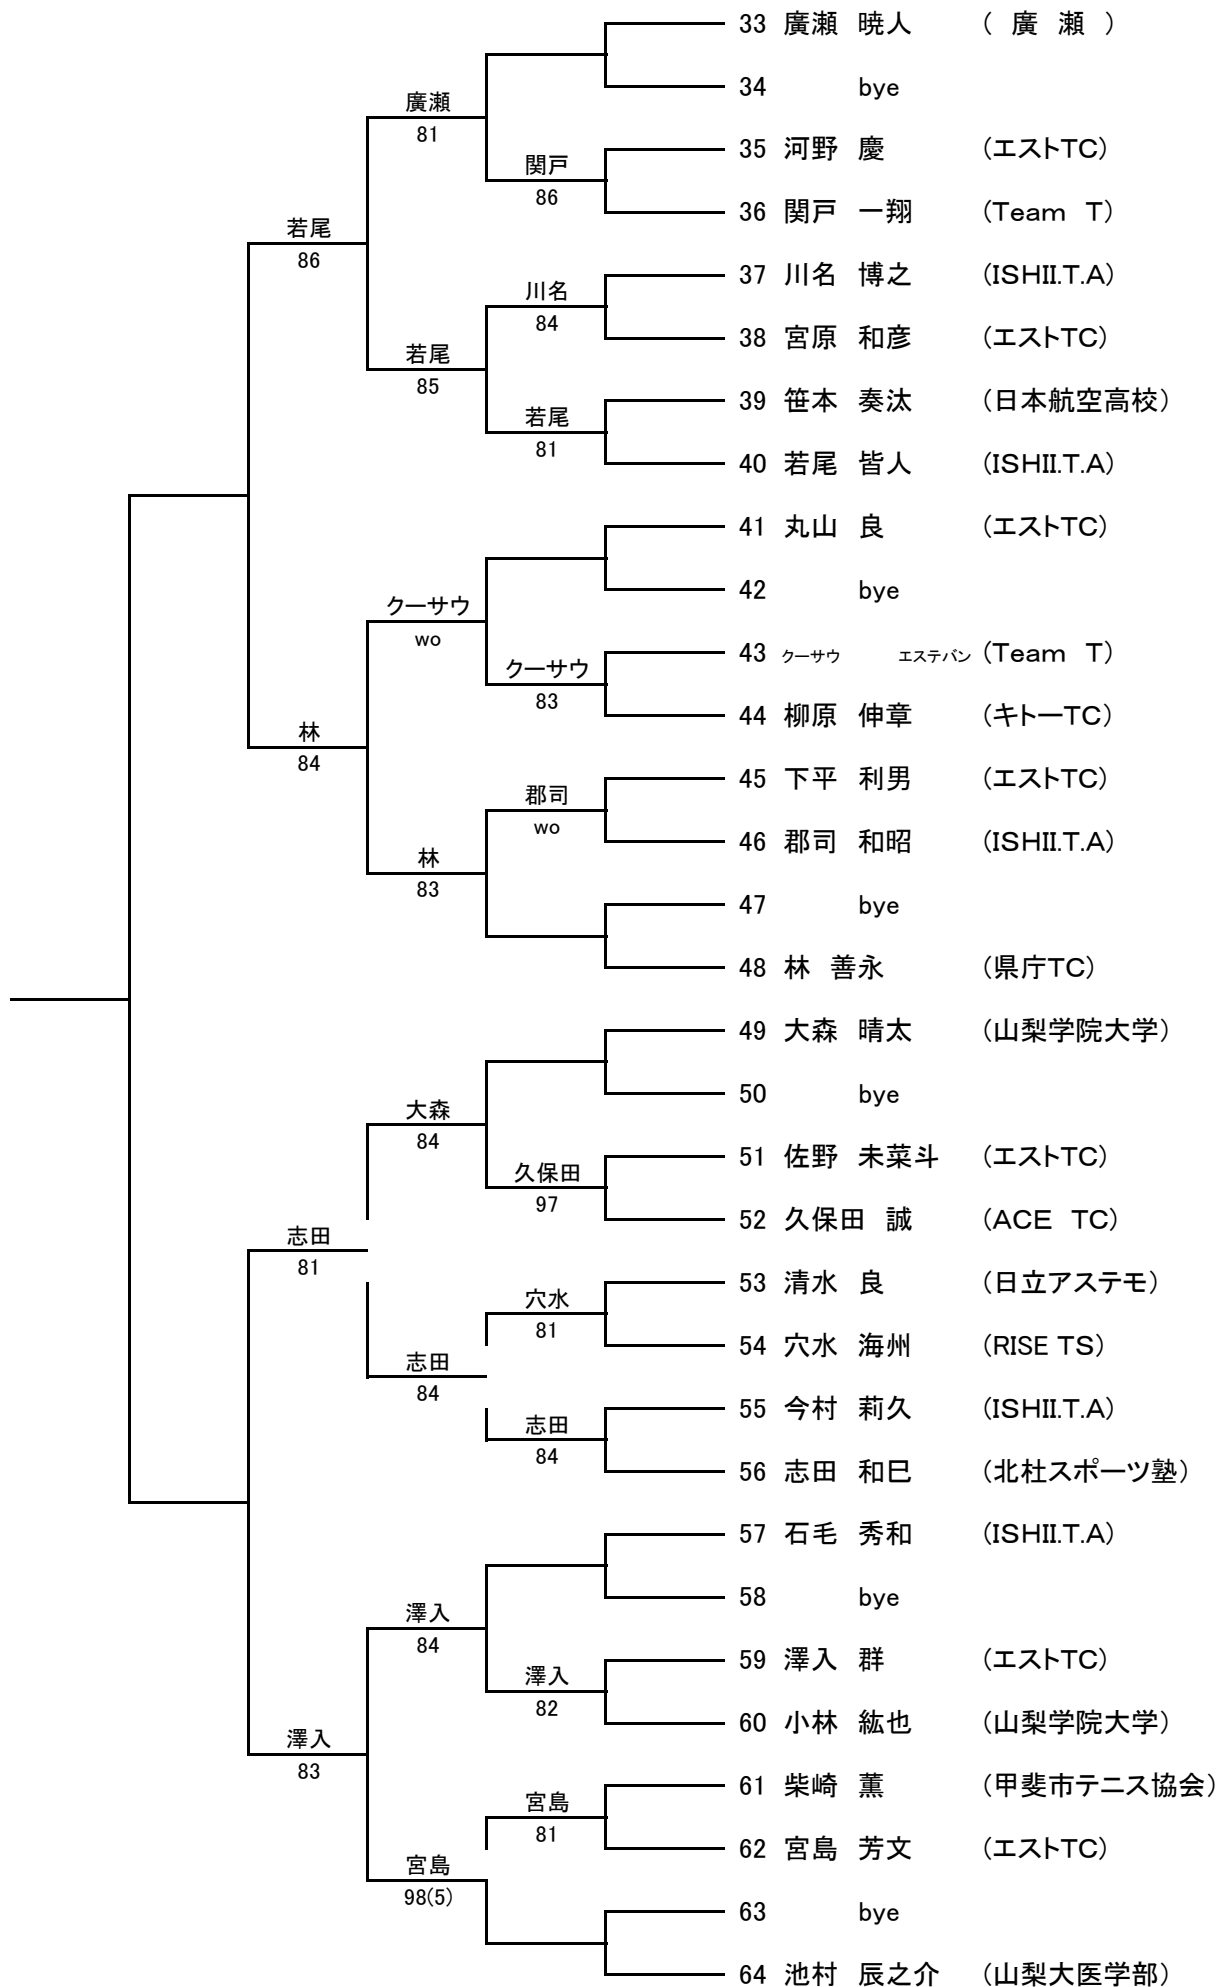 33 廣瀬 暁人 ( 廣 瀬 )
34 bye
廣瀬
81
35 河野 慶 (エストTC)
関戸
86
36 関戸 一翔 (Team T)
若尾
86
37 川名 博之 (ISHII.T.A)
川名
84
38 宮原 和彦 (エストTC)
若尾
85
39 笹本 奏汰 (日本航空高校)
若尾
81
40 若尾 皆人 (ISHII.T.A)
41 丸山 良 (エストTC)
42 bye
クーサウ
wo
43 クーサウ エステバン (Team T)
クーサウ
83
44 柳原 伸章 (キトーTC)
林
84
45 下平 利男 (エストTC)
郡司
wo
46 郡司 和昭 (ISHII.T.A)
林
83
47 bye
48 林 善永 (県庁TC)
49 大森 晴太 (山梨学院大学)
50 bye
大森
84
51 佐野 未菜斗 (エストTC)
久保田
97
52 久保田 誠 (ACE TC)
志田
81
53 清水 良 (日立アステモ)
穴水
81
54 穴水 海州 (RISE TS)
志田
84
55 今村 莉久 (ISHII.T.A)
志田
84
56 志田 和巳 (北杜スポーツ塾)
57 石毛 秀和 (ISHII.T.A)
58 bye
澤入
84
59 澤入 群 (エストTC)
澤入
82
60 小林 紘也 (山梨学院大学)
澤入
83
61 柴崎 薫 (甲斐市テニス協会)
宮島
81
62 宮島 芳文 (エストTC)
宮島
98(5)
63 bye
64 池村 辰之介 (山梨大医学部)